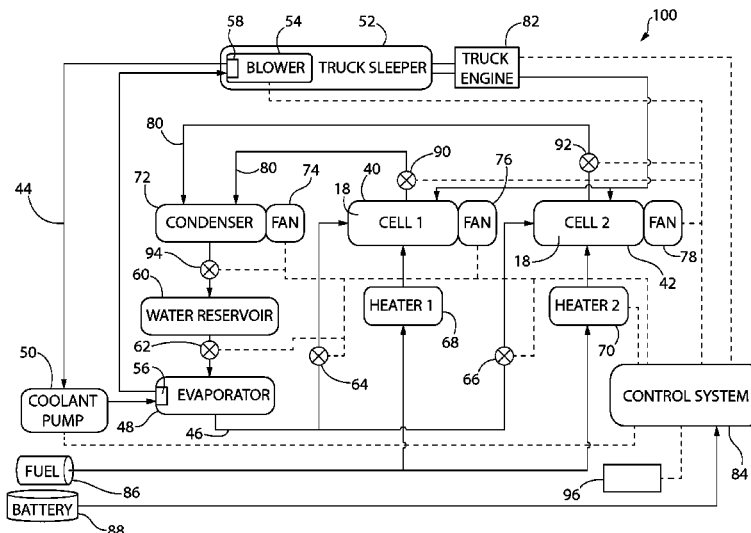 58
54
52
82
100
BLOWER
TRUCK SLEEPER
TRUCK
ENGINE
80
80
90
92
44
72
74
40
76
CONDENSER
FAN
18
CELL 1
FAN
CELL 2
FAN
18
78
94
42
60
WATER RESERVOIR
HEATER 1
HEATER 2
68
70
62
64
66
50
56
COOLANT
PUMP
EVAPORATOR
48
46
CONTROL SYSTEM
84
FUEL
86
96
BATTERY
88